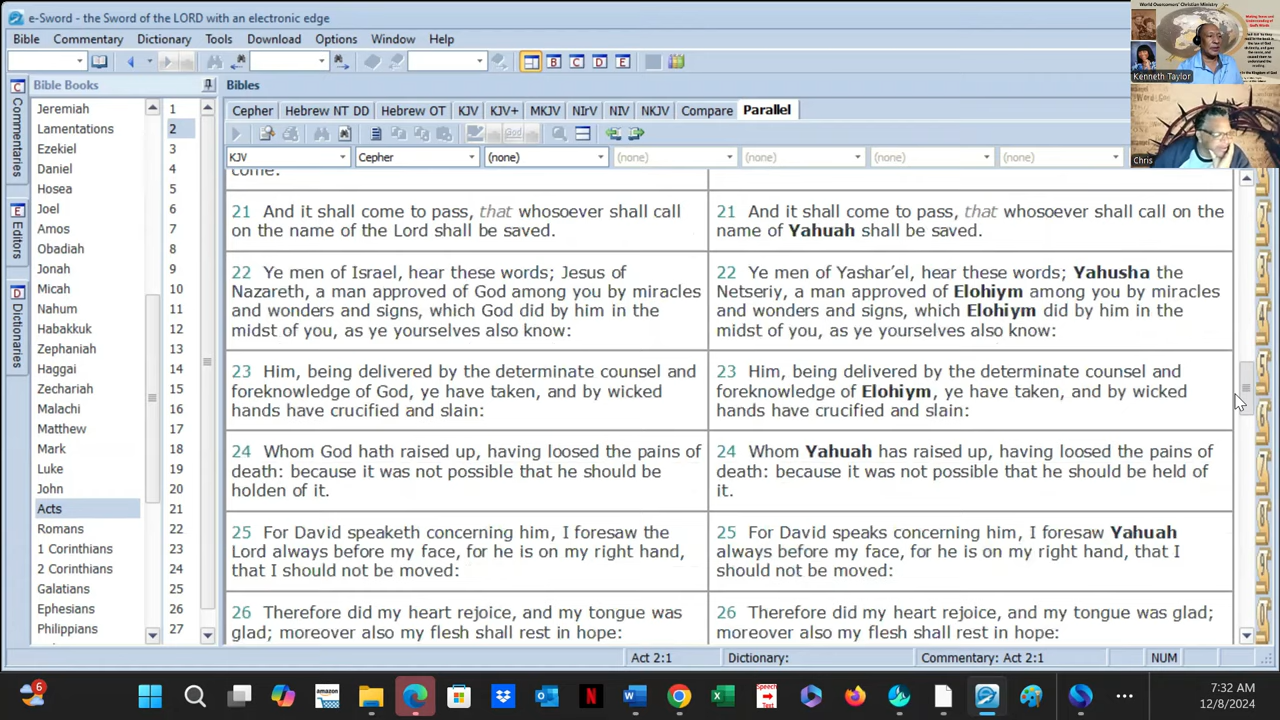 e-Sword - the Sword of the LORD with an electronic edge
Bible Commentary Dictionary Tools Download Options Window Help
B C D E
Bible Books
Bibles
Cepher Hebrew NT DD Hebrew OT KJV KJV+ MKJV NIrV NIV NKJV Compare Parallel
KJV Cepher (none) (none) (none) (none) (none)
Commentaries
Editors
Dictionaries
Jeremiah
Lamentations
Ezekiel
Daniel
Hosea
Joel
Amos
Obadiah
Jonah
Micah
Nahum
Habakkuk
Zephaniah
Haggai
Zechariah
Malachi
Matthew
Mark
Luke
John
Acts
Romans
1 Corinthians
2 Corinthians
Galatians
Ephesians
Philippians
1
2
3
4
5
6
7
8
9
10
11
12
13
14
15
16
17
18
19
20
21
22
23
24
25
26
27
come:
21 And it shall come to pass, that whosoever shall call
on the name of the Lord shall be saved.
22 Ye men of Israel, hear these words; Jesus of
Nazareth, a man approved of God among you by miracles
and wonders and signs, which God did by him in the
midst of you, as ye yourselves also know:
23 Him, being delivered by the determinate counsel and
foreknowledge of God, ye have taken, and by wicked
hands have crucified and slain:
24 Whom God hath raised up, having loosed the pains of
death: because it was not possible that he should be
holden of it.
25 For David speaketh concerning him, I foresaw the
Lord always before my face, for he is on my right hand,
that I should not be moved:
26 Therefore did my heart rejoice, and my tongue was
glad; moreover also my flesh shall rest in hope:
21 And it shall come to pass, that whosoever shall call on the
name of Yahuah shall be saved.
22 Ye men of Yashar'el, hear these words; Yahusha the
Netseriy, a man approved of Elohiym among you by miracles
and wonders and signs, which Elohiym did by him in the
midst of you, as ye yourselves also know:
23 Him, being delivered by the determinate counsel and
foreknowledge of Elohiym, ye have taken, and by wicked
hands have crucified and slain:
24 Whom Yahuah has raised up, having loosed the pains of
death: because it was not possible that he should be held of
it.
25 For David speaks concerning him, I foresaw Yahuah
always before my face, for he is on my right hand, that I
should not be moved:
26 Therefore did my heart rejoice, and my tongue was glad;
moreover also my flesh shall rest in hope:
Act 2:1 Dictionary: Commentary: Act 2:1 NUM
World Overcomers' Christian Ministry
Kenneth Taylor
Chris
6
amazon
Speech
to
Text
7:32 AM
12/8/2024